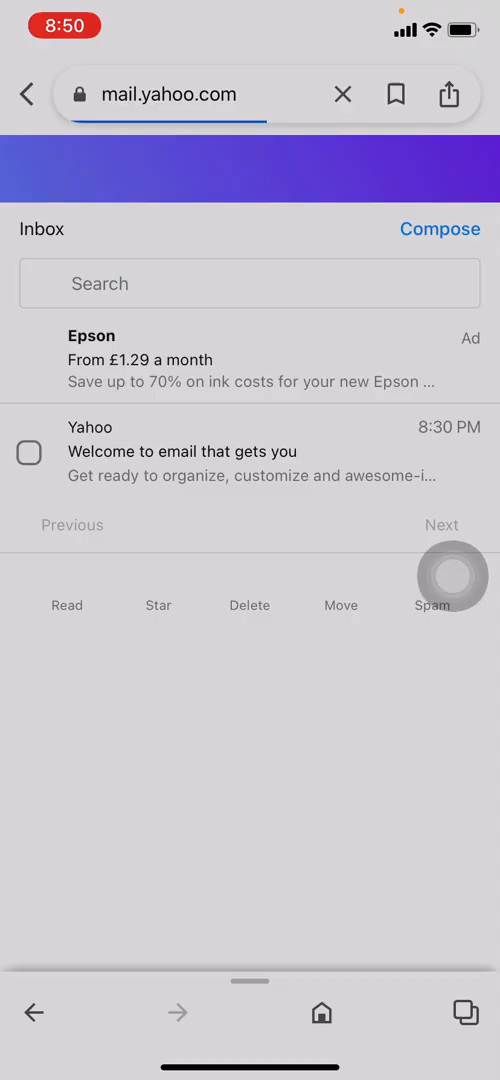 8:50
mail.yahoo.com
Inbox
Compose
Search
Epson
Ad
From £1.29 a month
Save up to 70% on ink costs for your new Epson ...
Yahoo
8:30 PM
Welcome to email that gets you
Get ready to organize, customize and awesome-i...
Previous
Next
Read
Star
Delete
Move
Spam